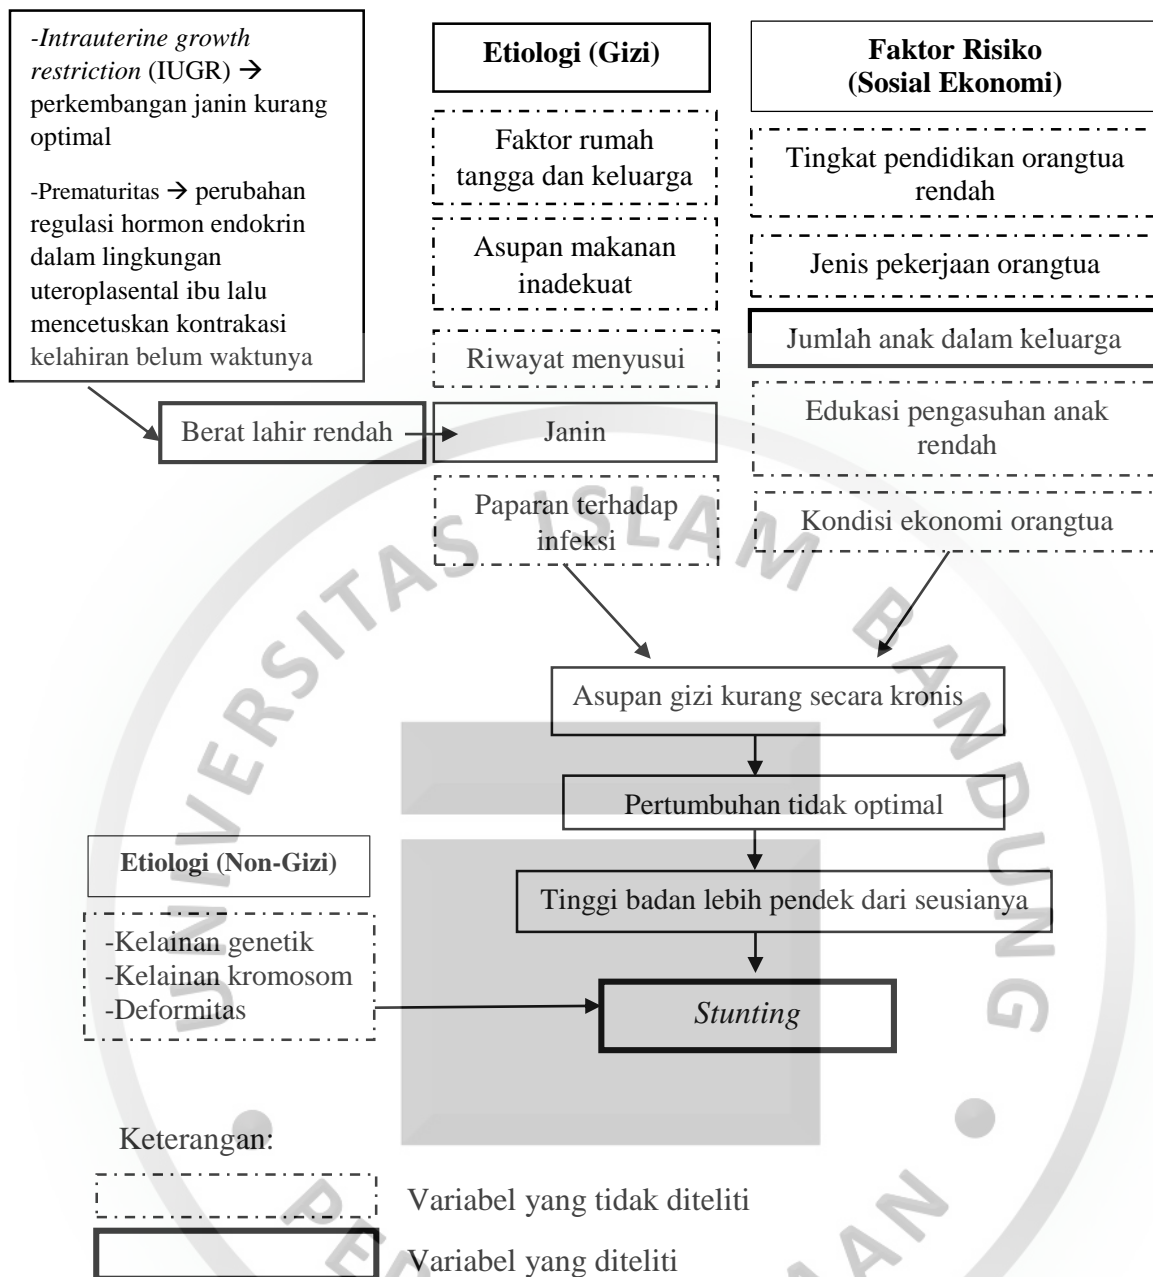 -Intrauterine growth
restriction (IUGR) →
perkembangan janin kurang
optimal
-Prematuritas → perubahan
regulasi hormon endokrin
dalam lingkungan
uteroplasental ibu lalu
mencetuskan kontrakasi
kelahiran belum waktunya
Berat lahir rendah
Etiologi (Gizi)
Faktor rumah
tangga dan keluarga
Asupan makanan
inadekuat
Riwayat menyusui
Janin
Paparan terhadap
infeksi
Faktor Risiko
(Sosial Ekonomi)
Tingkat pendidikan orangtua
rendah
Jenis pekerjaan orangtua
Jumlah anak dalam keluarga
Edukasi pengasuhan anak
rendah
Kondisi ekonomi orangtua
Asupan gizi kurang secara kronis
Pertumbuhan tidak optimal
Tinggi badan lebih pendek dari seusianya
Stunting
Etiologi (Non-Gizi)
-Kelainan genetik
-Kelainan kromosom
-Deformitas
Keterangan:
Variabel yang tidak diteliti
Variabel yang diteliti
UNIVERSITAS ISLAM BANDUNG